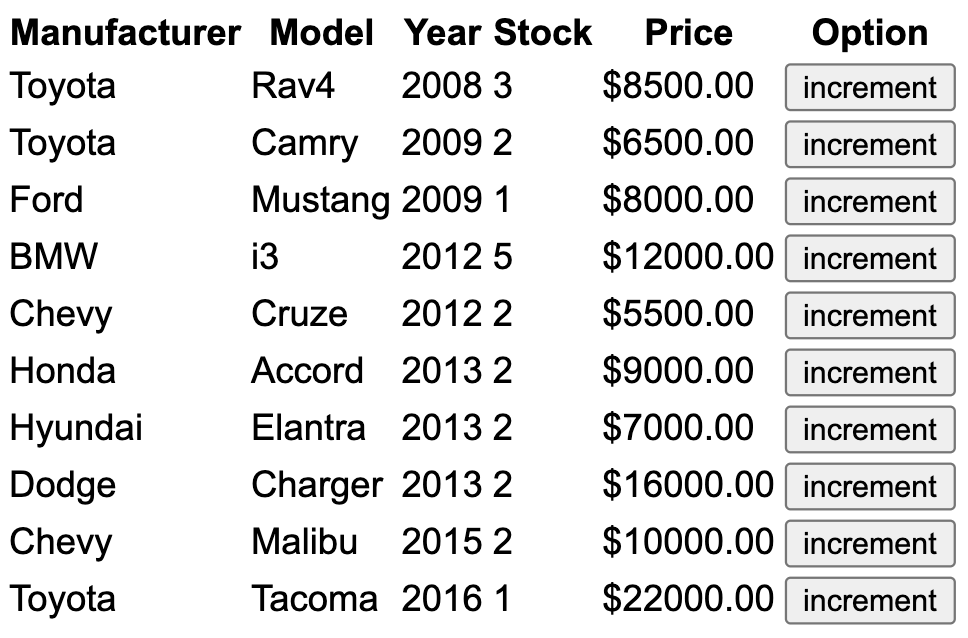 Manufacturer Model Year Stock Price Option
Toyota Rav4 2008 3 $8500.00 increment
Toyota Camry 2009 2 $6500.00 increment
Ford Mustang 2009 1 $8000.00 increment
BMW i3 2012 5 $12000.00 increment
Chevy Cruze 2012 2 $5500.00 increment
Honda Accord 2013 2 $9000.00 increment
Hyundai Elantra 2013 2 $7000.00 increment
Dodge Charger 2013 2 $16000.00 increment
Chevy Malibu 2015 2 $10000.00 increment
Toyota Tacoma 2016 1 $22000.00 increment